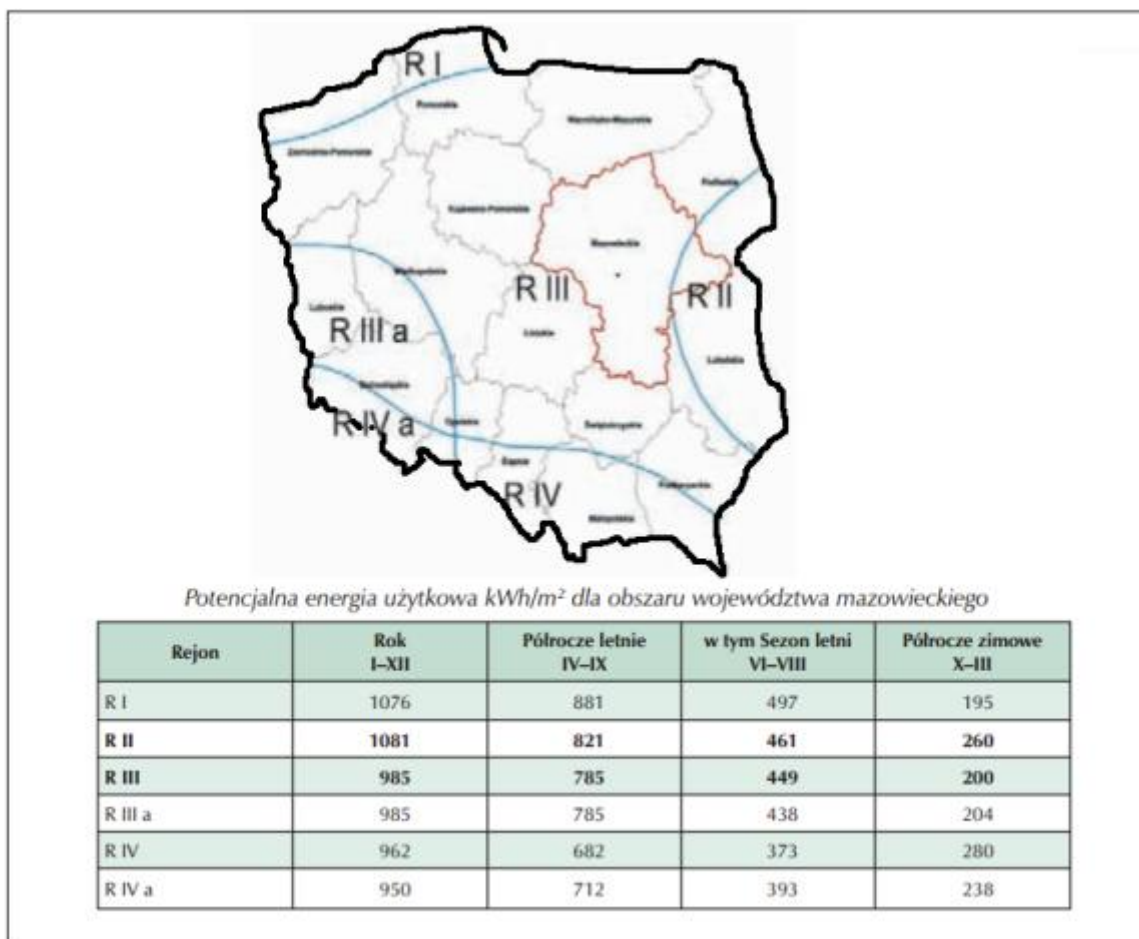 R I
Pomorskie
Warmińsko-Mazurskie
Zachodnio-Pomorskie
Podlaskie
Kujawsko-Pomorskie
Mazowieckie
Wielkopolskie
R III
R II
Lubuskie
R III a
Łódzkie
Lubelskie
Dolnośląskie
R IV a
Opolskie
Świętokrzyskie
Śląskie
Podkarpackie
R IV
Małopolskie
Potencjalna energia użytkowa kWh/m² dla obszaru województwa mazowieckiego
Rejon Rok I–XII Półrocze letnie IV–IX w tym Sezon letni VI–VIII Półrocze zimowe X–III
R I 1076 881 497 195
R II 1081 821 461 260
R III 985 785 449 200
R III a 985 785 438 204
R IV 962 682 373 280
R IV a 950 712 393 238